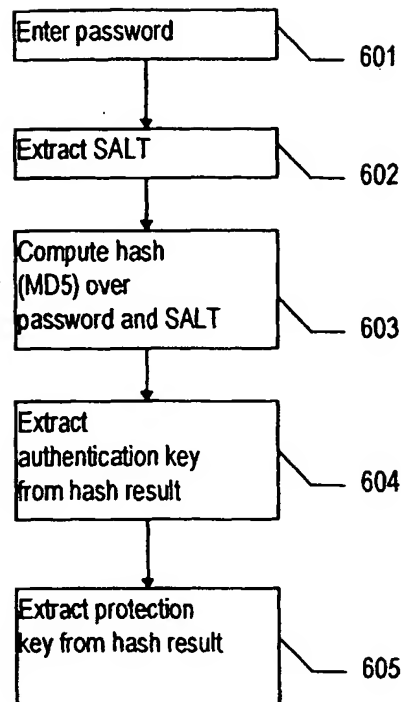 Enter password
601
Extract SALT
602
Compute hash
(MD5) over
password and SALT
603
Extract
authentication key
from hash result
604
Extract protection
key from hash result
605